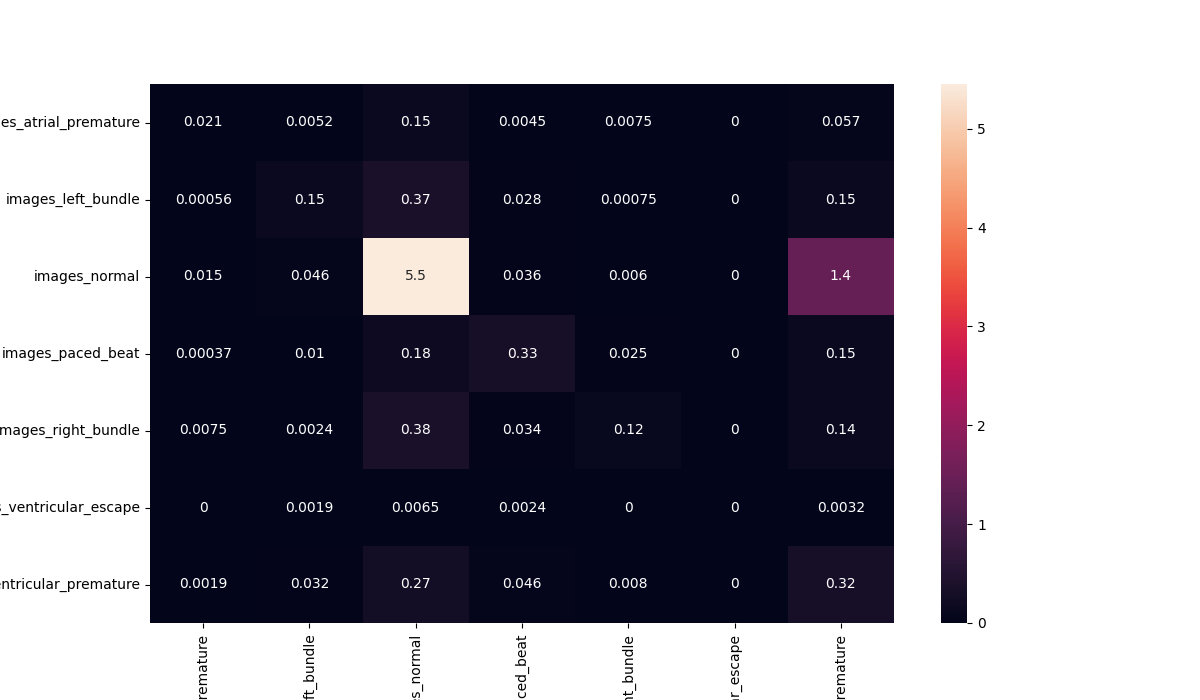 es_atrial_premature 0.021 0.0052 0.15 0.0045 0.0075 0 0.057
images_left_bundle 0.00056 0.15 0.37 0.028 0.00075 0 0.15
images_normal 0.015 0.046 5.5 0.036 0.006 0 1.4
images_paced_beat 0.00037 0.01 0.18 0.33 0.025 0 0.15
mages_right_bundle 0.0075 0.0024 0.38 0.034 0.12 0 0.14
s_ventricular_escape 0 0.0019 0.0065 0.0024 0 0 0.0032
entricular_premature 0.0019 0.032 0.27 0.046 0.008 0 0.32
remature ft_bundle es_normal ced_beat ht_bundle ar_escape remature
5
4
3
2
1
0